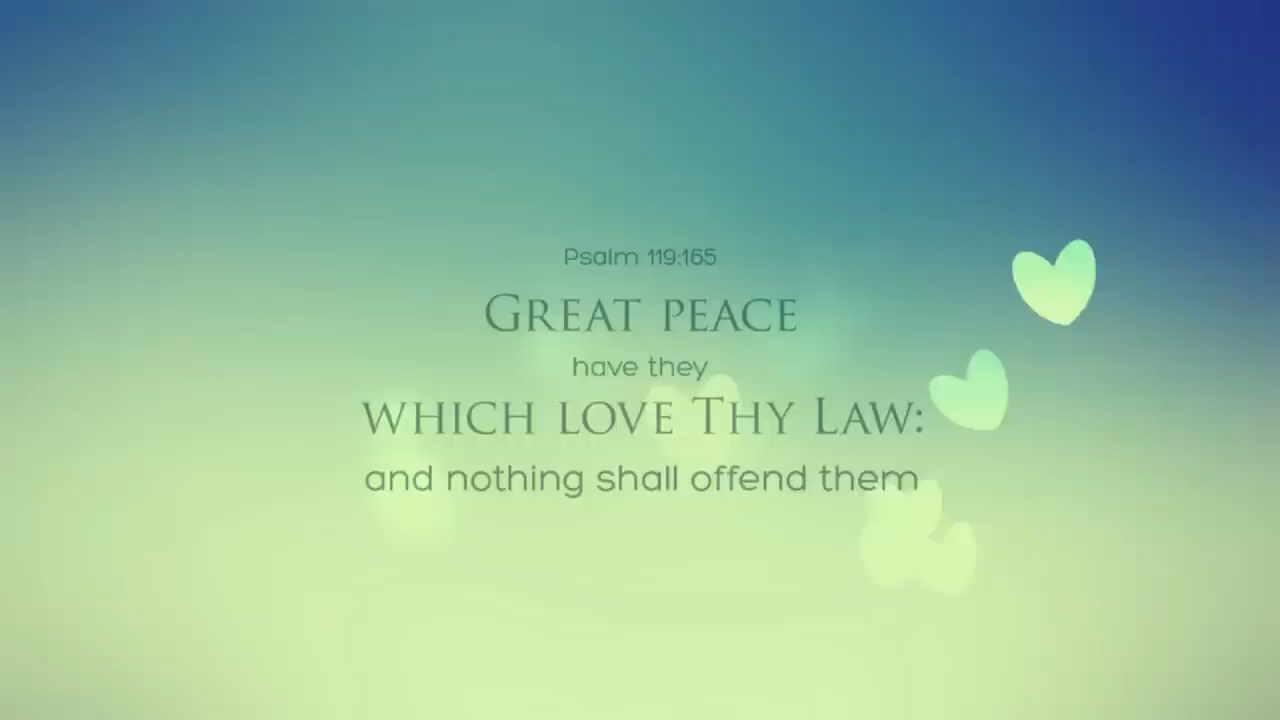 Psalm 119:165
GREAT PEACE
have they
WHICH LOVE THY LAW:
and nothing shall offend them